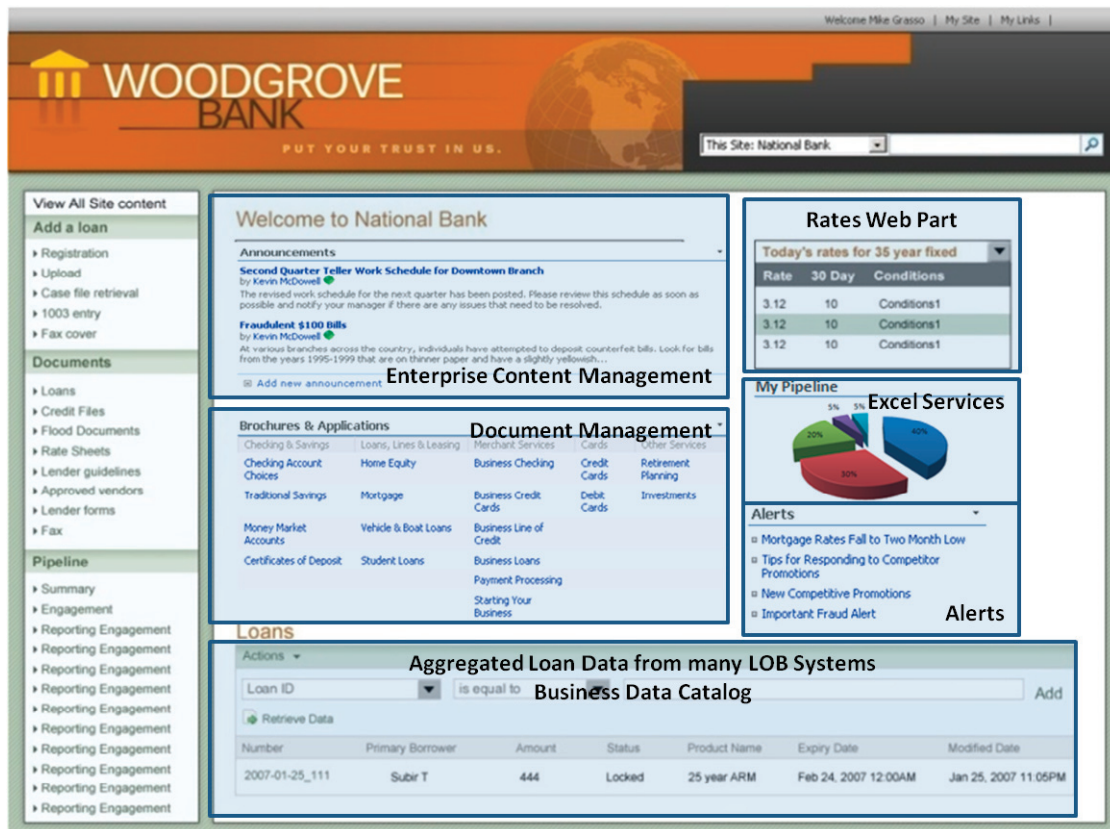 Welcome Mike Grasso | My Site | My Links |
WOODGROVE
BANK
PUT YOUR TRUST IN US.
This Site: National Bank
View All Site content
Add a loan
Registration
Upload
Case file retrieval
1003 entry
Fax cover
Documents
Loans
Credit Files
Flood Documents
Rate Sheets
Lender guidelines
Approved vendors
Lender forms
Fax
Pipeline
Summary
Engagement
Reporting Engagement
Reporting Engagement
Reporting Engagement
Reporting Engagement
Reporting Engagement
Reporting Engagement
Reporting Engagement
Reporting Engagement
Reporting Engagement
Reporting Engagement
Welcome to National Bank
Announcements
Second Quarter Teller Work Schedule for Downtown Branch
by Kevin McDowell
The revised work schedule for the next quarter has been posted. Please review this schedule as soon as
possible and notify your manager if there are any issues that need to be resolved.
Fraudulent $100 Bills
by Kevin McDowell
At various branches across the country, individuals have attempted to deposit counterfeit bills. Look for bills
from the years 1995-1999 that are on thinner paper and have a slightly yellowish...
Add new announcement
Enterprise Content Management
Brochures & Applications
Document Management
Checking & Savings Loans, Lines & Leasing Merchant Services Cards Other Services
Checking Account Choices Home Equity Business Checking Credit Cards Retirement Planning
Traditional Savings Mortgage Business Credit Cards Debit Cards Investments
Money Market Accounts Vehicle & Boat Loans Business Line of Credit
Certificates of Deposit Student Loans Business Loans
Payment Processing
Starting Your Business
Rates Web Part
Today's rates for 35 year fixed
Rate 30 Day Conditions
3.12 10 Conditions1
3.12 10 Conditions1
3.12 10 Conditions1
My Pipeline
Excel Services
5% 5%
20% 40%
30%
Alerts
Mortgage Rates Fall to Two Month Low
Tips for Responding to Competitor
Promotions
New Competitive Promotions
Important Fraud Alert
Alerts
Loans
Actions
Aggregated Loan Data from many LOB Systems
Business Data Catalog
Loan ID is equal to Add
Retrieve Data
Number Primary Borrower Amount Status Product Name Expiry Date Modified Date
2007-01-25_111 Subir T 444 Locked 25 year ARM Feb 24, 2007 12:00AM Jan 25, 2007 11:05PM